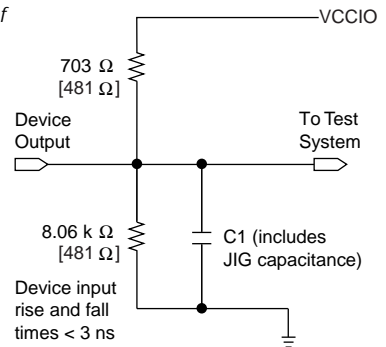 f
VCCIO
703 Ω
[481 Ω]
Device
Output
To Test
System
8.06 k Ω
[481 Ω]
C1 (includes
JIG capacitance)
Device input
rise and fall
times < 3 ns